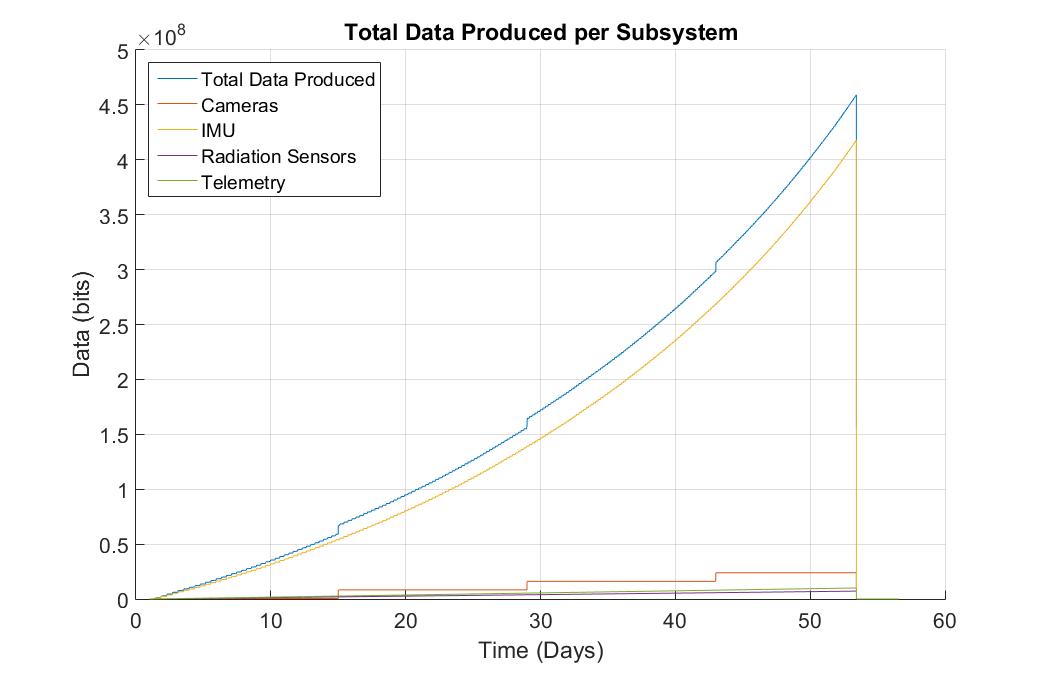 Total Data Produced per Subsystem
×10^8
5
4.5
4
3.5
3
2.5
2
1.5
1
0.5
0
Data (bits)
Total Data Produced
Cameras
IMU
Radiation Sensors
Telemetry
0 10 20 30 40 50 60
Time (Days)